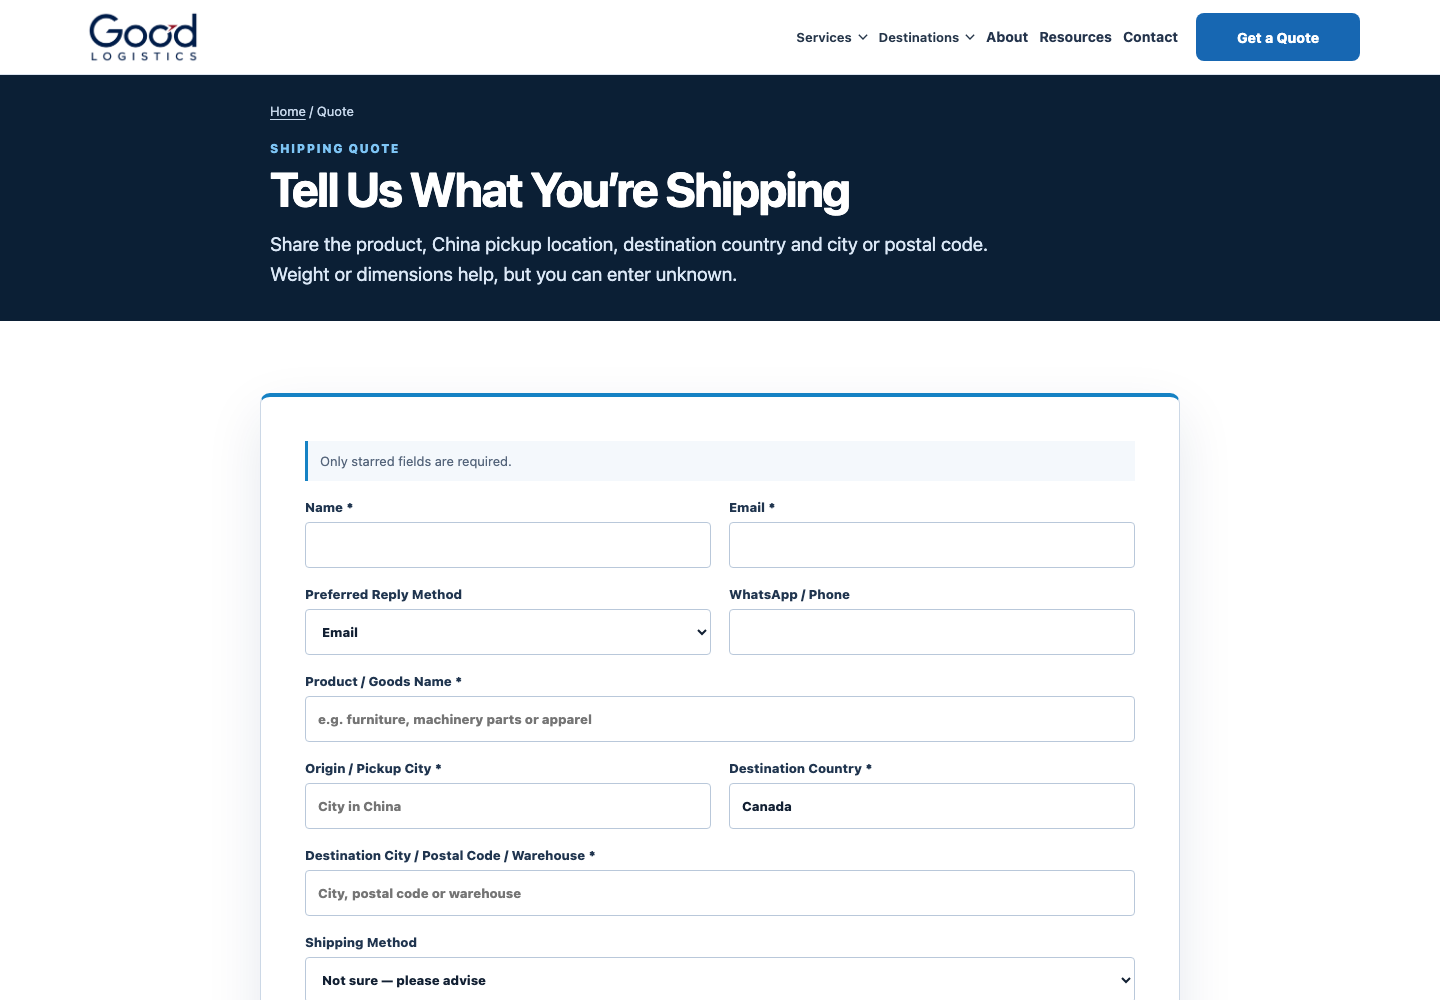 Good
LOGISTICS
Services
Destinations
About
Resources
Contact
Get a Quote
Home / Quote
SHIPPING QUOTE
Tell Us What You’re Shipping
Share the product, China pickup location, destination country and city or postal code.
Weight or dimensions help, but you can enter unknown.
Only starred fields are required.
Name *
Email *
Preferred Reply Method
WhatsApp / Phone
Email
Product / Goods Name *
e.g. furniture, machinery parts or apparel
Origin / Pickup City *
Destination Country *
City in China
Canada
Destination City / Postal Code / Warehouse *
City, postal code or warehouse
Shipping Method
Not sure — please advise